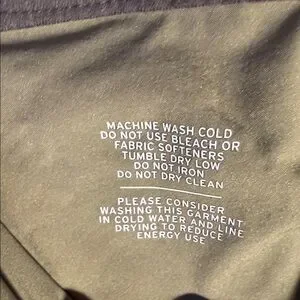 MACHINE WASH COLD
DO NOT USE BLEACH OR
FABRIC SOFTENERS
TUMBLE DRY LOW
DO NOT IRON
DO NOT DRY CLEAN
PLEASE CONSIDER
WASHING THIS GARMENT
IN COLD WATER AND LINE
DRYING TO REDUCE
ENERGY USE